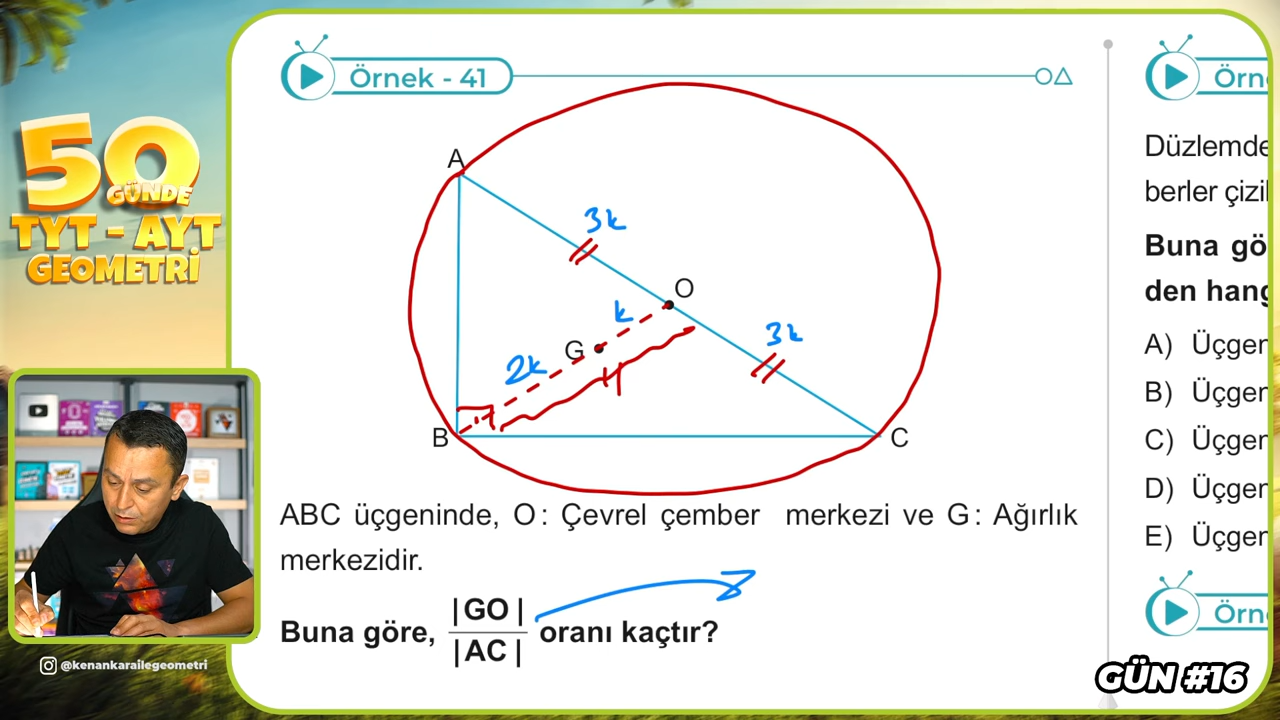 50
GÜNDE
TYT - AYT
GEOMETRİ
@kenankarailegeometri
Örnek - 41
A
3k
O
k
3k
G
2k
B
C
ABC üçgeninde, O: Çevrel çember merkezi ve G: Ağırlık
merkezidir.
Buna göre, |GO| / |AC| oranı kaçtır?
Örn
Düzlemde
berler çizil
Buna gö
den hang
A) Üçgen
B) Üçgen
C) Üçgen
D) Üçgen
E) Üçgen
Örn
GÜN #16